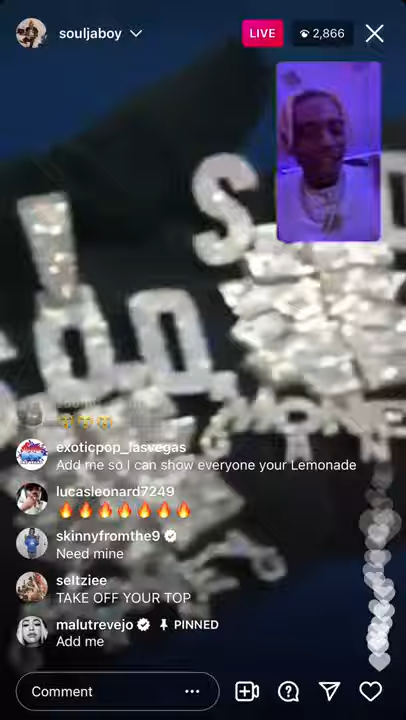 souljaboy
LIVE
2,866
S
on
exoticpop_lasvegas
Add me so I can show everyone your Lemonade
lucasleonard7249
skinnyfromthe9
Need mine
seltziee
TAKE OFF YOUR TOP
malutrevejo PINNED
Add me
Comment